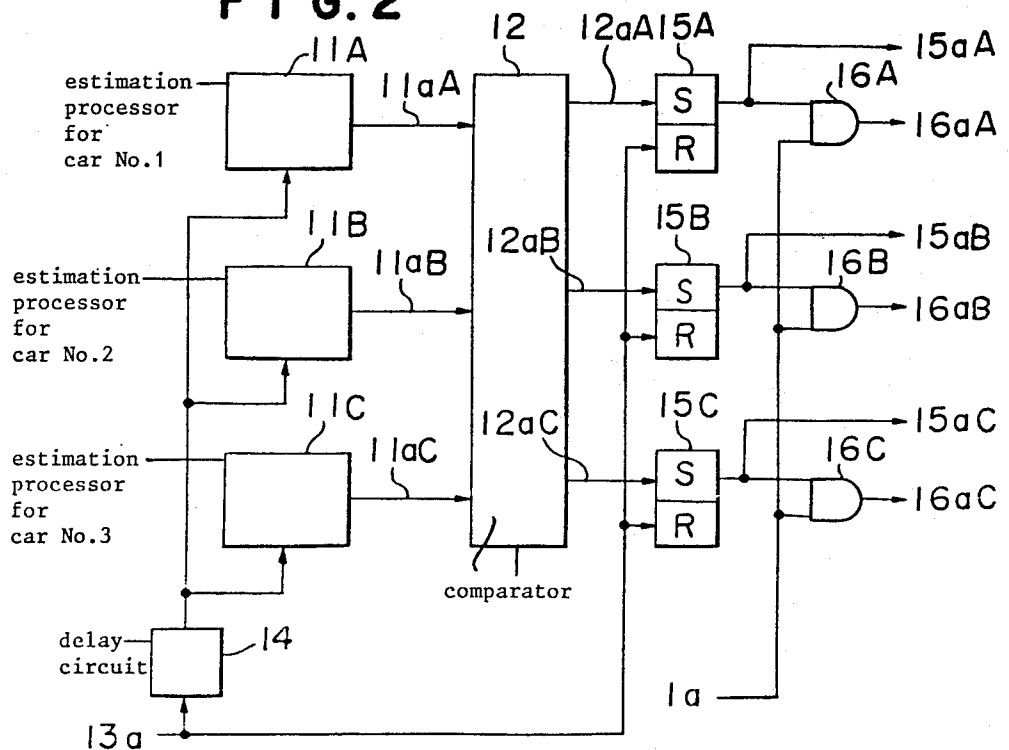 FIG.2
11A
estimation
processor
for
car No.1
11aA
12
12aA
15A
S
R
15aA
16A
16aA
11B
estimation
processor
for
car No.2
11aB
12aB
15B
S
R
15aB
16B
16aB
11C
estimation
processor
for
car No.3
11aC
12aC
15C
S
R
15aC
16C
16aC
comparator
delay
circuit
14
13a
1a